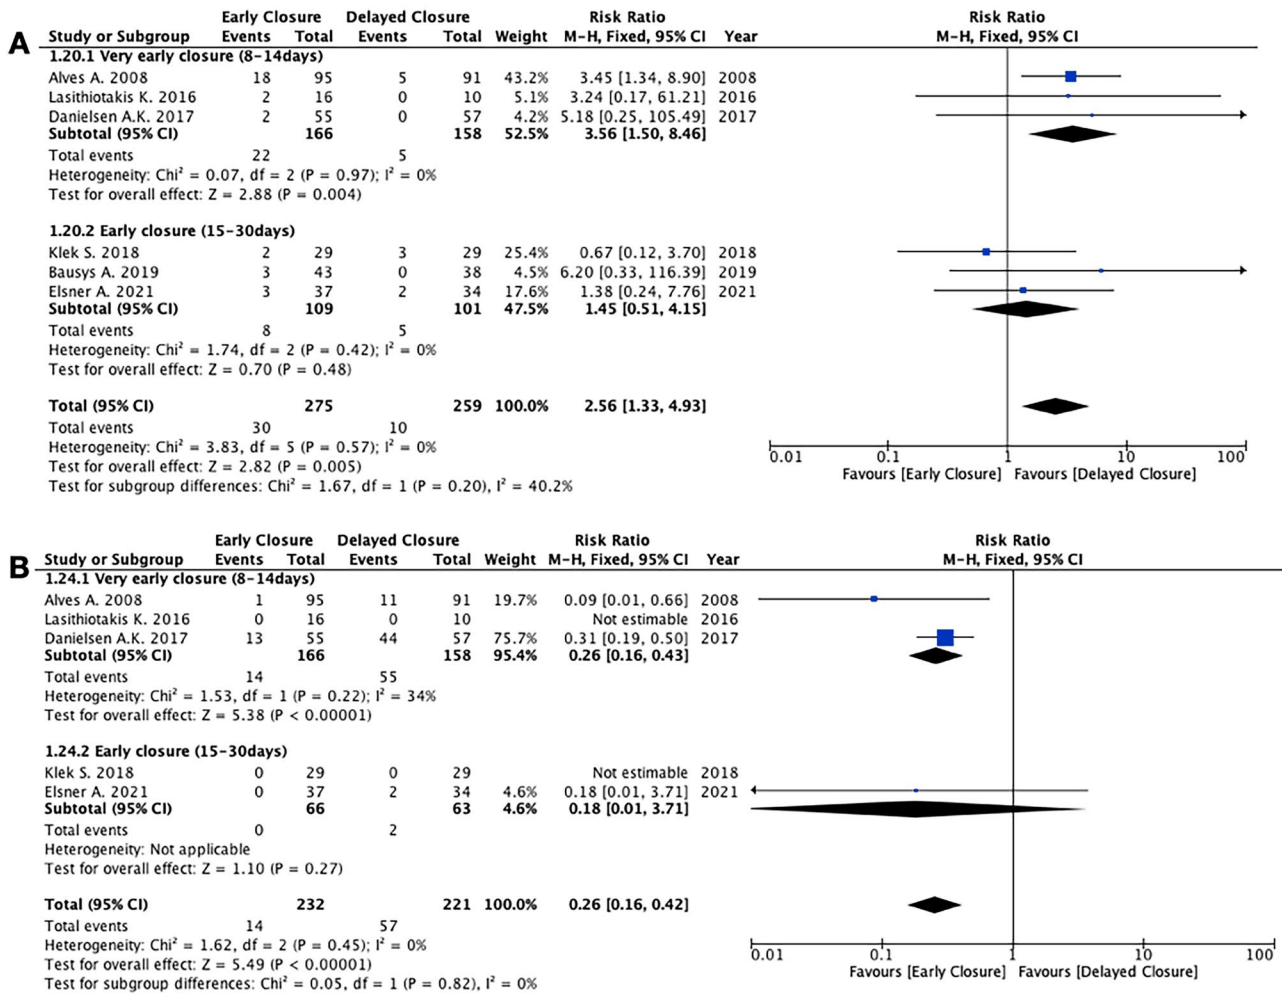 A
Early Closure Delayed Closure Risk Ratio Risk Ratio
Study or Subgroup Events Total Events Total Weight M-H, Fixed, 95% CI Year M-H, Fixed, 95% CI
1.20.1 Very early closure (8-14days)
Alves A. 2008 18 95 5 91 43.2% 3.45 [1.34, 8.90] 2008
Lasithiotakis K. 2016 2 16 0 10 5.1% 3.24 [0.17, 61.21] 2016
Danielsen A.K. 2017 2 55 0 57 4.2% 5.18 [0.25, 105.49] 2017
Subtotal (95% CI) 166 158 52.5% 3.56 [1.50, 8.46]
Total events 22 5
Heterogeneity: Chi² = 0.07, df = 2 (P = 0.97); I² = 0%
Test for overall effect: Z = 2.88 (P = 0.004)
1.20.2 Early closure (15-30days)
Klek S. 2018 2 29 3 29 25.4% 0.67 [0.12, 3.70] 2018
Bausys A. 2019 3 43 0 38 4.5% 6.20 [0.33, 116.39] 2019
Elsner A. 2021 3 37 2 34 17.6% 1.38 [0.24, 7.76] 2021
Subtotal (95% CI) 109 101 47.5% 1.45 [0.51, 4.15]
Total events 8 5
Heterogeneity: Chi² = 1.74, df = 2 (P = 0.42); I² = 0%
Test for overall effect: Z = 0.70 (P = 0.48)
Total (95% CI) 275 259 100.0% 2.56 [1.33, 4.93]
Total events 30 10
Heterogeneity: Chi² = 3.83, df = 5 (P = 0.57); I² = 0%
Test for overall effect: Z = 2.82 (P = 0.005)
Test for subgroup differences: Chi² = 1.67, df = 1 (P = 0.20), I² = 40.2%
0.01 0.1 1 10 100
Favours [Early Closure] Favours [Delayed Closure]
B
Early Closure Delayed Closure Risk Ratio Risk Ratio
Study or Subgroup Events Total Events Total Weight M-H, Fixed, 95% CI Year M-H, Fixed, 95% CI
1.24.1 Very early closure (8-14days)
Alves A. 2008 1 95 11 91 19.7% 0.09 [0.01, 0.66] 2008
Lasithiotakis K. 2016 0 16 0 10 Not estimable 2016
Danielsen A.K. 2017 13 55 44 57 75.7% 0.31 [0.19, 0.50] 2017
Subtotal (95% CI) 166 158 95.4% 0.26 [0.16, 0.43]
Total events 14 55
Heterogeneity: Chi² = 1.53, df = 1 (P = 0.22); I² = 34%
Test for overall effect: Z = 5.38 (P < 0.00001)
1.24.2 Early closure (15-30days)
Klek S. 2018 0 29 0 29 Not estimable 2018
Elsner A. 2021 0 37 2 34 4.6% 0.18 [0.01, 3.71] 2021
Subtotal (95% CI) 66 63 4.6% 0.18 [0.01, 3.71]
Total events 0 2
Heterogeneity: Not applicable
Test for overall effect: Z = 1.10 (P = 0.27)
Total (95% CI) 232 221 100.0% 0.26 [0.16, 0.42]
Total events 14 57
Heterogeneity: Chi² = 1.62, df = 2 (P = 0.45); I² = 0%
Test for overall effect: Z = 5.49 (P < 0.00001)
Test for subgroup differences: Chi² = 0.05, df = 1 (P = 0.82), I² = 0%
0.01 0.1 1 10 100
Favours [Early Closure] Favours [Delayed Closure]